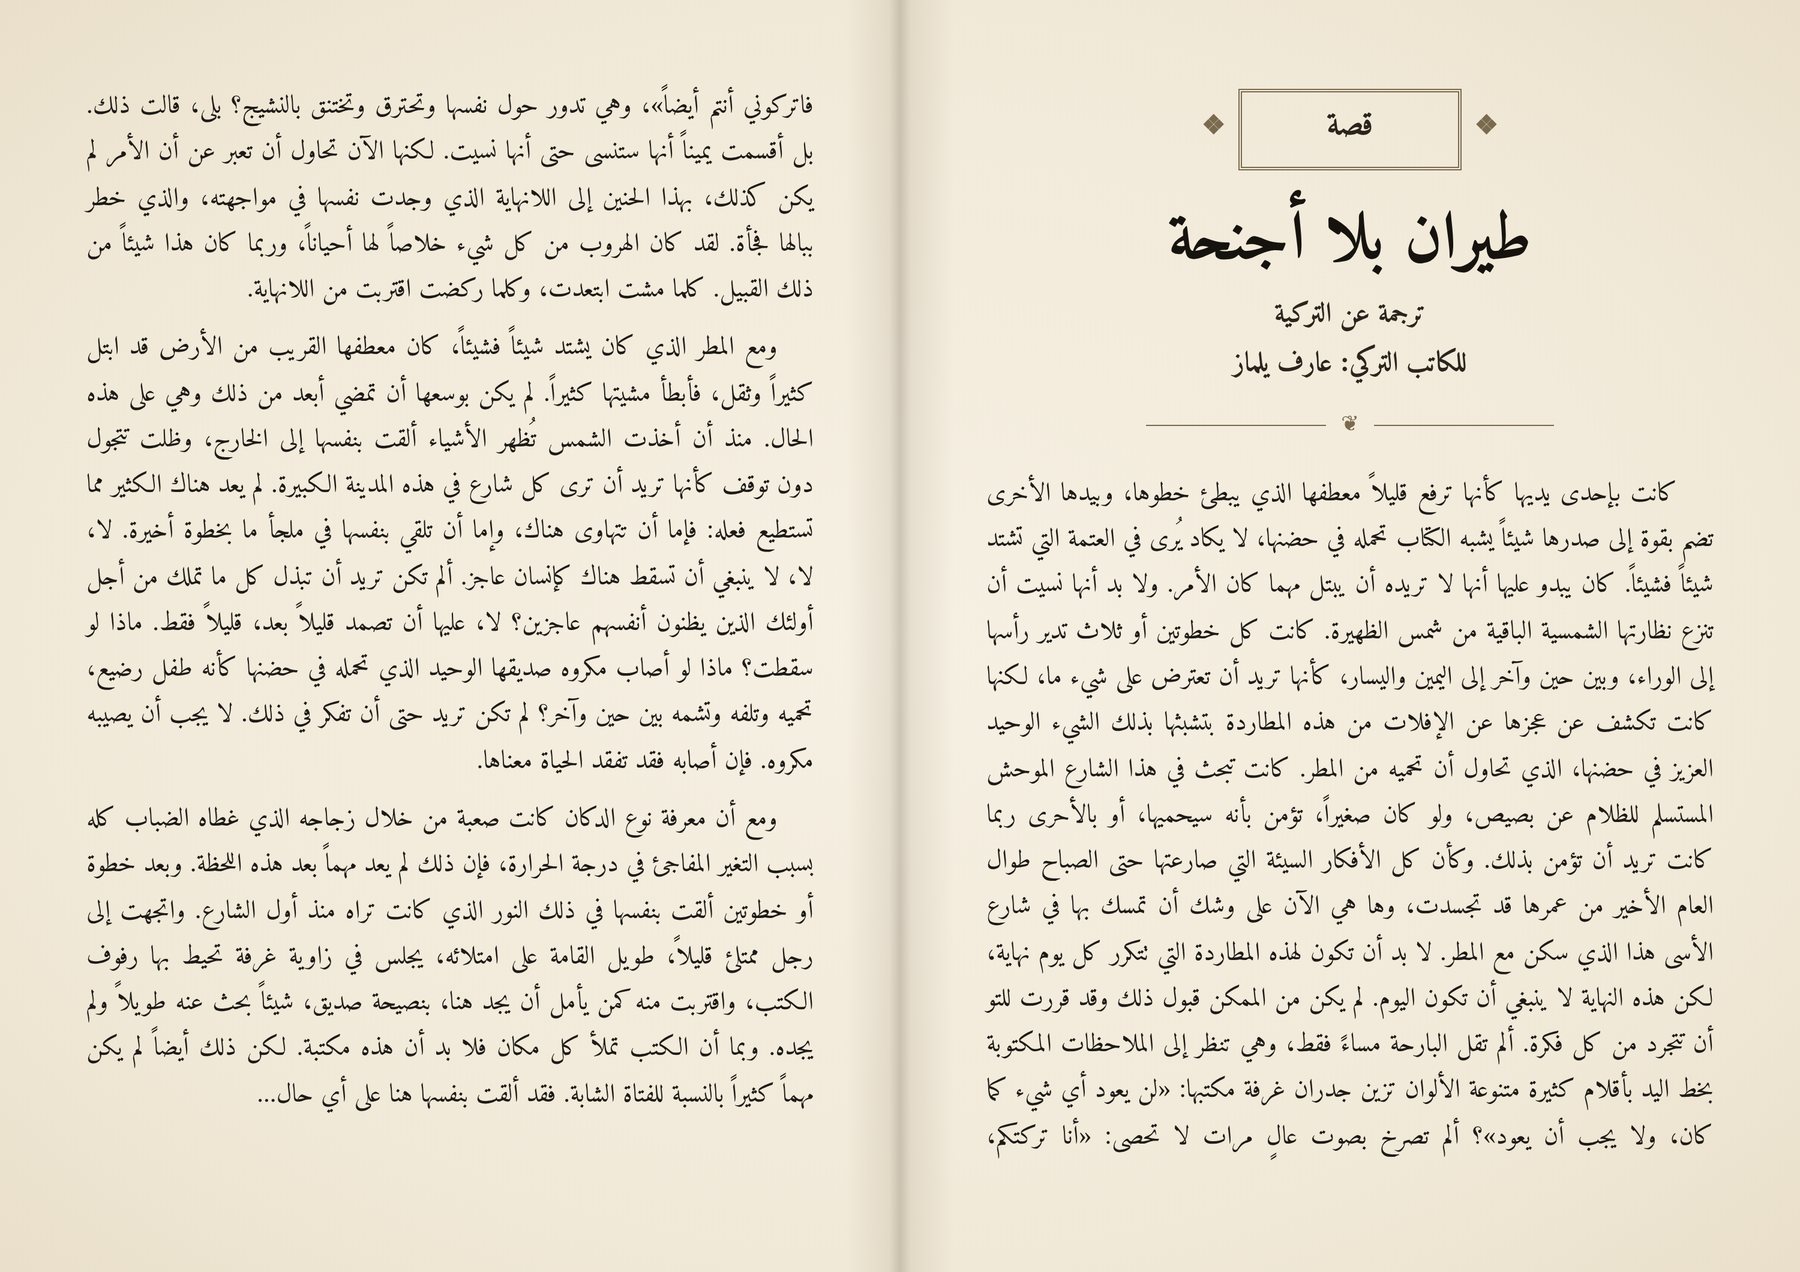 قصة
طيران بلا أجنحة
ترجمة عن التركية
للكاتب التركي: عارف يلماز
كانت بإحدى يديها كأنها ترفع قليلاً معطفها الذي يبطئ خطوها، وبيدها الأخرى
تضم بقوة إلى صدرها شيئاً يشبه الكتاب تحمله في حضنها، لا يكاد يُرى في العتمة التي تشتد
شيئاً فشيئاً. كان يبدو عليها أنها لا تريده أن يبتل مهما كان الأمر. ولا بد أنها نسيت أن
تنزع نظارتها الشمسية الباقية من شمس الظهيرة. كانت كل خطوتين أو ثلاث تدير رأسها
إلى الوراء، وبين حين وآخر إلى اليمين واليسار، كأنها تريد أن تعترض على شيء ما، لكنها
كانت تكشف عن عجزها عن الإفلات من هذه المطاردة بتشبثها بذلك الشيء الوحيد
العزيز في حضنها، الذي تحاول أن تحميه من المطر. كانت تبحث في هذا الشارع الموحش
المستسلم للظلام عن بصيص، ولو كان صغيراً، تؤمن بأنه سيحميها، أو بالأحرى ربما
كانت تريد أن تؤمن بذلك. وكأن كل الأفكار السيئة التي صارعتها حتى الصباح طوال
العام الأخير من عمرها قد تجسدت، وها هي الآن على وشك أن تمسك بها في شارع
الأسى هذا الذي سكن مع المطر. لا بد أن تكون لهذه المطاردة التي تتكرر كل يوم نهاية،
لكن هذه النهاية لا ينبغي أن تكون اليوم. لم يكن من الممكن قبول ذلك وقد قررت للتو
أن تتجرد من كل فكرة. ألم تقل البارحة مساءً فقط، وهي تنظر إلى الملاحظات المكتوبة
بخط اليد بأقلام كثيرة متنوعة الألوان تزين جدران غرفة مكتبها: «لن يعود أي شيء كما
كان، ولا يجب أن يعود»؟ ألم تصرخ بصوت عالٍ مرات لا تحصى: «أنا تركتكم،
فاتركوني أنتم أيضاً»، وهي تدور حول نفسها وتحترق وتختنق بالنشيج؟ بلى، قالت ذلك.
بل أقسمت يميناً أنها ستنسى حتى أنها نسيت. لكنها الآن تحاول أن تعبر عن أن الأمر لم
يكن كذلك، بهذا الحنين إلى اللانهاية الذي وجدت نفسها في مواجهته، والذي خطر
ببالها فجأة. لقد كان الهروب من كل شيء خلاصاً لها أحياناً، وربما كان هذا شيئاً من
ذلك القبيل. كلما مشت ابتعدت، وكلما ركضت اقتربت من اللانهاية.
ومع المطر الذي كان يشتد شيئاً فشيئاً، كان معطفها القريب من الأرض قد ابتل
كثيراً وثقل، فأبطأ مشيتها كثيراً. لم يكن بوسعها أن تمضي أبعد من ذلك وهي على هذه
الحال. منذ أن أخذت الشمس تُظهر الأشياء ألقت بنفسها إلى الخارج، وظلت تتجول
دون توقف كأنها تريد أن ترى كل شارع في هذه المدينة الكبيرة. لم يعد هناك الكثير مما
تستطيع فعله: فإما أن تتهاوى هناك، وإما أن تلقي بنفسها في ملجأ ما بخطوة أخيرة. لا،
لا، لا ينبغي أن تسقط هناك كإنسان عاجز. ألم تكن تريد أن تبذل كل ما تملك من أجل
أولئك الذين يظنون أنفسهم عاجزين؟ لا، عليها أن تصمد قليلاً بعد، قليلاً فقط. ماذا لو
سقطت؟ ماذا لو أصاب مكروه صديقها الوحيد الذي تحمله في حضنها كأنه طفل رضيع،
تحميه وتلفه وتشمه بين حين وآخر؟ لم تكن تريد حتى أن تفكر في ذلك. لا يجب أن يصيبه
مكروه. فإن أصابه فقد تفقد الحياة معناها.
ومع أن معرفة نوع الدكان كانت صعبة من خلال زجاجه الذي غطاه الضباب كله
بسبب التغير المفاجئ في درجة الحرارة، فإن ذلك لم يعد مهماً بعد هذه اللحظة. وبعد خطوة
أو خطوتين ألقت بنفسها في ذلك النور الذي كانت تراه منذ أول الشارع. واتجهت إلى
رجل ممتلئ قليلاً، طويل القامة على امتلائه، يجلس في زاوية غرفة تحيط بها رفوف
الكتب، واقتربت منه كمن يأمل أن يجد هنا، بنصيحة صديق، شيئاً بحث عنه طويلاً ولم
يجده. وبما أن الكتب تملأ كل مكان فلا بد أن هذه مكتبة. لكن ذلك أيضاً لم يكن
مهماً كثيراً بالنسبة للفتاة الشابة. فقد ألقت بنفسها هنا على أي حال...